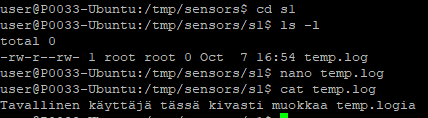 user@P0033-Ubuntu:/tmp/sensors$ cd s1
user@P0033-Ubuntu:/tmp/sensors/s1$ ls -l
total 0
-rw-r--rw- 1 root root 0 Oct  7 16:54 temp.log
user@P0033-Ubuntu:/tmp/sensors/s1$ nano temp.log
user@P0033-Ubuntu:/tmp/sensors/s1$ cat temp.log
Tavallinen käyttäjä tässä kivasti muokkaa temp.logia
user@P0033-Ubuntu:/tmp/sensors/s1$